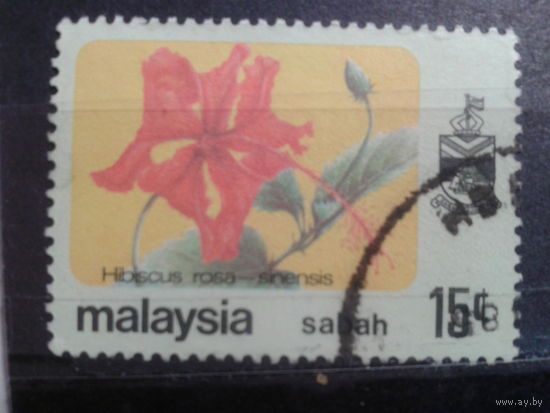 Hibiscus rosa—sinensis
malaysia sabah 15¢
www.ay.by